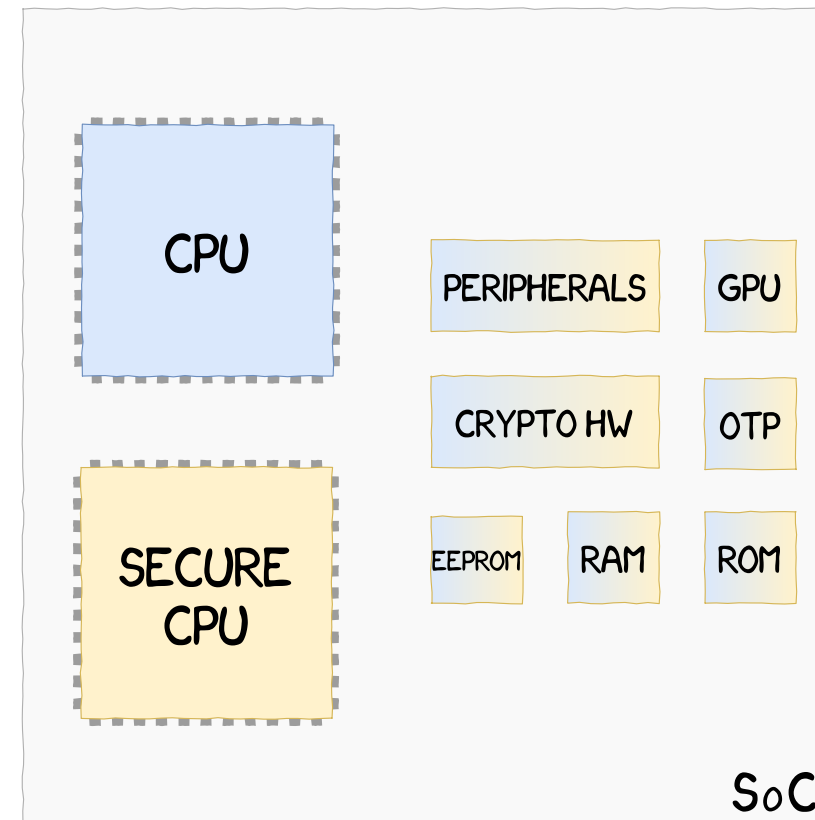 CPU
PERIPHERALS
GPU
CRYPTO HW
OTP
SECURE
CPU
EEPROM
RAM
ROM
SoC